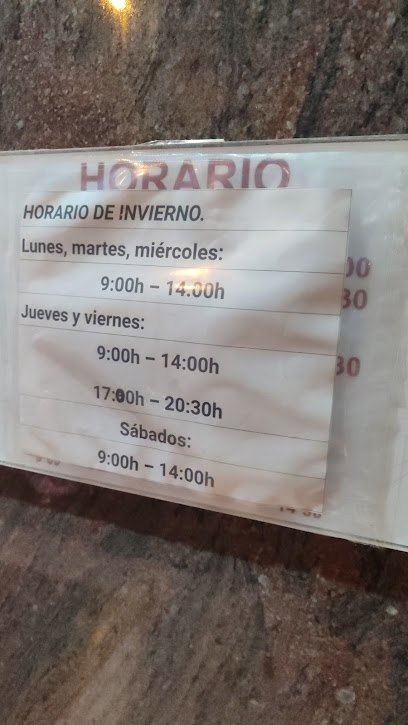 HORARIO
HORARIO DE INVIERNO.
Lunes, martes, miércoles:
9:00h – 14:00h
Jueves y viernes:
9:00h – 14:00h
17:00h – 20:30h
Sábados:
9:00h – 14:00h